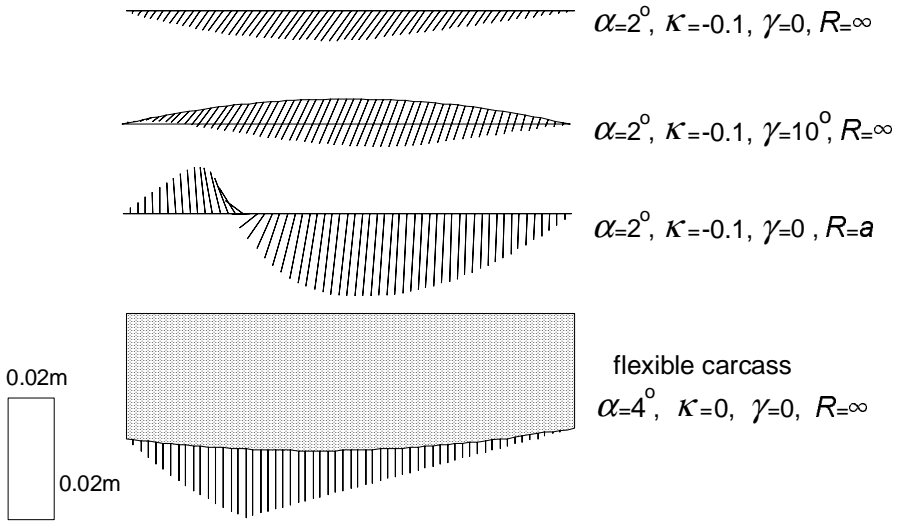 α=2°, κ=-0.1, γ=0, R=∞
α=2°, κ=-0.1, γ=10°, R=∞
α=2°, κ=-0.1, γ=0 , R=a
flexible carcass
α=4°, κ=0, γ=0, R=∞
0.02m
0.02m